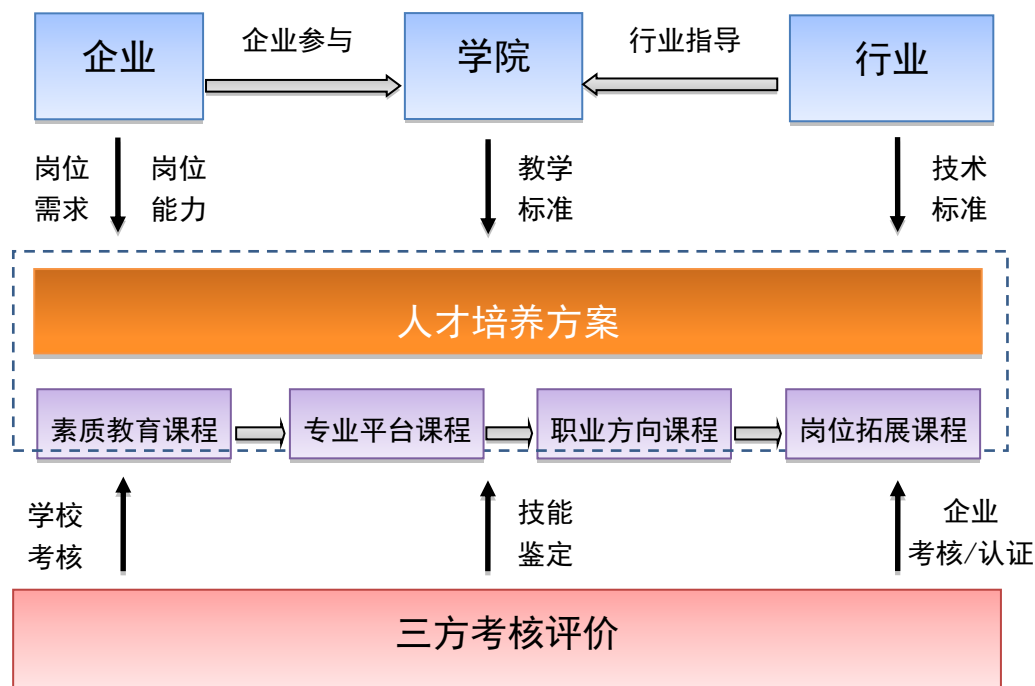 企业
企业参与
学院
行业指导
行业
岗位
需求
岗位
能力
教学
标准
技术
标准
人才培养方案
素质教育课程
专业平台课程
职业方向课程
岗位拓展课程
学校
考核
技能
鉴定
企业
考核/认证
三方考核评价